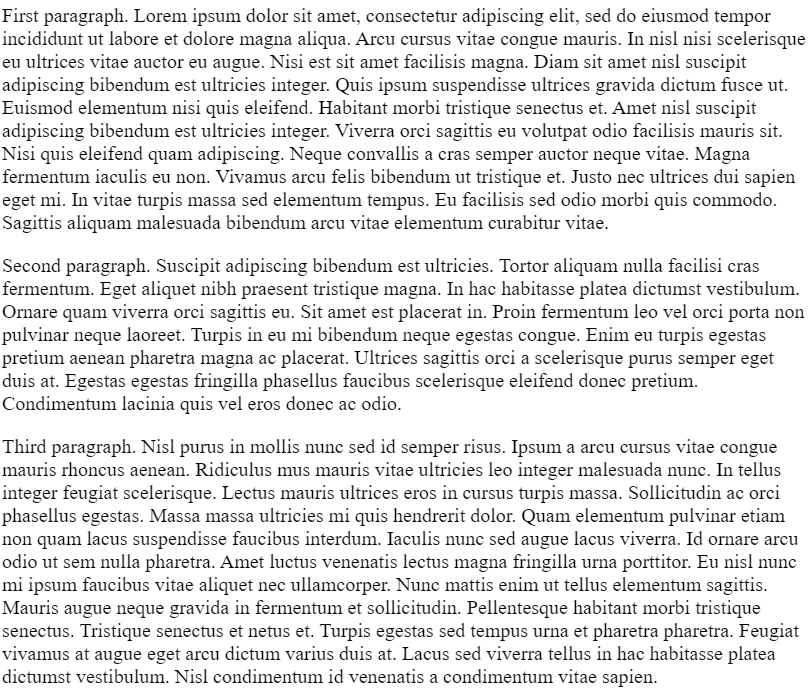 First paragraph. Lorem ipsum dolor sit amet, consectetur adipiscing elit, sed do eiusmod tempor
incididunt ut labore et dolore magna aliqua. Arcu cursus vitae congue mauris. In nisl nisi scelerisque
eu ultrices vitae auctor eu augue. Nisi est sit amet facilisis magna. Diam sit amet nisl suscipit
adipiscing bibendum est ultricies integer. Quis ipsum suspendisse ultrices gravida dictum fusce ut.
Euismod elementum nisi quis eleifend. Habitant morbi tristique senectus et. Amet nisl suscipit
adipiscing bibendum est ultricies integer. Viverra orci sagittis eu volutpat odio facilisis mauris sit.
Nisi quis eleifend quam adipiscing. Neque convallis a cras semper auctor neque vitae. Magna
fermentum iaculis eu non. Vivamus arcu felis bibendum ut tristique et. Justo nec ultrices dui sapien
eget mi. In vitae turpis massa sed elementum tempus. Eu facilisis sed odio morbi quis commodo.
Sagittis aliquam malesuada bibendum arcu vitae elementum curabitur vitae.
Second paragraph. Suscipit adipiscing bibendum est ultricies. Tortor aliquam nulla facilisi cras
fermentum. Eget aliquet nibh praesent tristique magna. In hac habitasse platea dictumst vestibulum.
Ornare quam viverra orci sagittis eu. Sit amet est placerat in. Proin fermentum leo vel orci porta non
pulvinar neque laoreet. Turpis in eu mi bibendum neque egestas congue. Enim eu turpis egestas
pretium aenean pharetra magna ac placerat. Ultrices sagittis orci a scelerisque purus semper eget
duis at. Egestas egestas fringilla phasellus faucibus scelerisque eleifend donec pretium.
Condimentum lacinia quis vel eros donec ac odio.
Third paragraph. Nisl purus in mollis nunc sed id semper risus. Ipsum a arcu cursus vitae congue
mauris rhoncus aenean. Ridiculus mus mauris vitae ultricies leo integer malesuada nunc. In tellus
integer feugiat scelerisque. Lectus mauris ultrices eros in cursus turpis massa. Sollicitudin ac orci
phasellus egestas. Massa massa ultricies mi quis hendrerit dolor. Quam elementum pulvinar etiam
non quam lacus suspendisse faucibus interdum. Iaculis nunc sed augue lacus viverra. Id ornare arcu
odio ut sem nulla pharetra. Amet luctus venenatis lectus magna fringilla urna porttitor. Eu nisl nunc
mi ipsum faucibus vitae aliquet nec ullamcorper. Nunc mattis enim ut tellus elementum sagittis.
Mauris augue neque gravida in fermentum et sollicitudin. Pellentesque habitant morbi tristique
senectus. Tristique senectus et netus et. Turpis egestas sed tempus urna et pharetra pharetra. Feugiat
vivamus at augue eget arcu dictum varius duis at. Lacus sed viverra tellus in hac habitasse platea
dictumst vestibulum. Nisl condimentum id venenatis a condimentum vitae sapien.